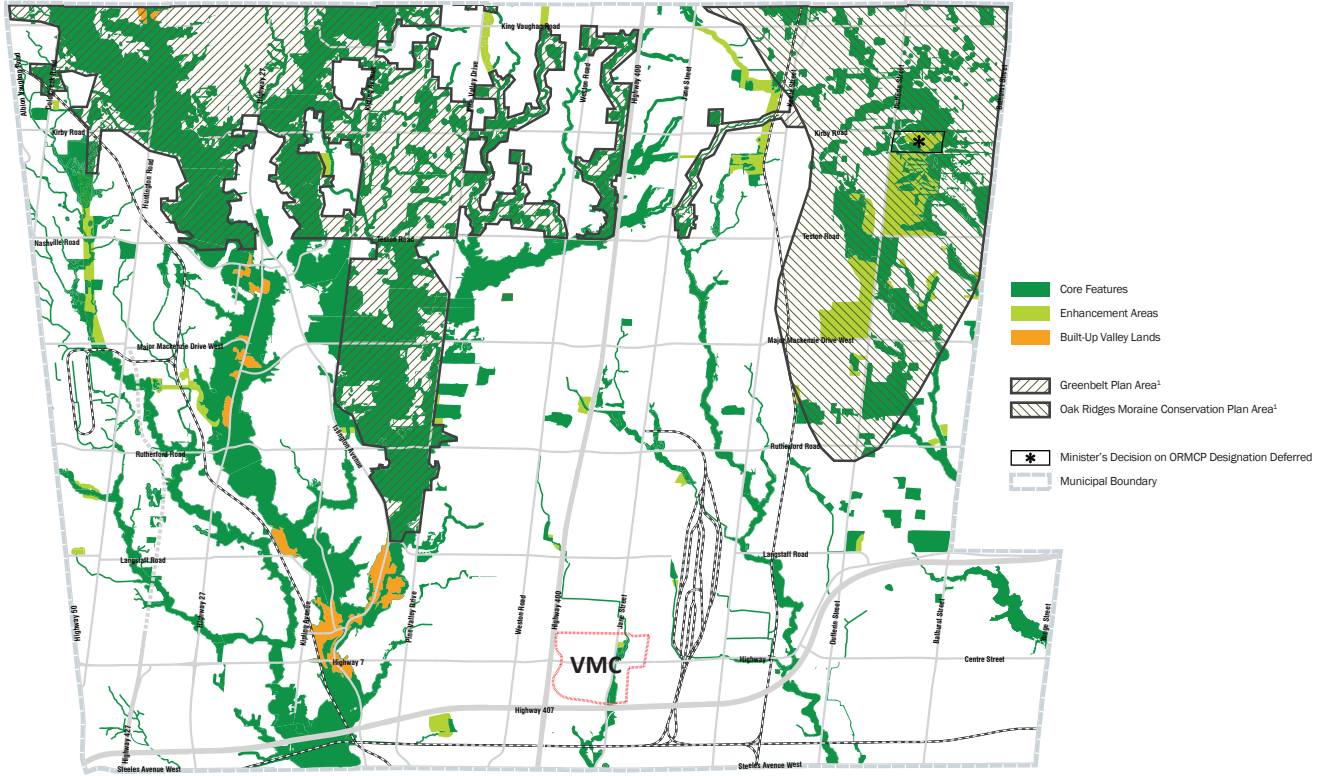 King Vaughan Road
Albion Vaughan Road
Highway 27
Kipling Avenue
Pine Valley Drive
Weston Road
Highway 400
Jane Street
Keele Street
Dufferin Street
Bathurst Street
Kirby Road
Kirby Road
Huntington Road
Nashville Road
Teston Road
Teston Road
Major Mackenzie Drive West
Major Mackenzie Drive West
Islington Avenue
Rutherford Road
Rutherford Road
Langstaff Road
Langstaff Road
Highway 50
Highway 27
Kipling Avenue
Pine Valley Drive
Weston Road
Highway 400
Jane Street
Dufferin Street
Bathurst Street
Yonge Street
Highway 7
VMC
Highway
Centre Street
Highway 407
Highway 427
Steeles Avenue West
Steeles Avenue West
Core Features
Enhancement Areas
Built-Up Valley Lands
Greenbelt Plan Area¹
Oak Ridges Moraine Conservation Plan Area¹
Minister's Decision on ORMCP Designation Deferred
Municipal Boundary